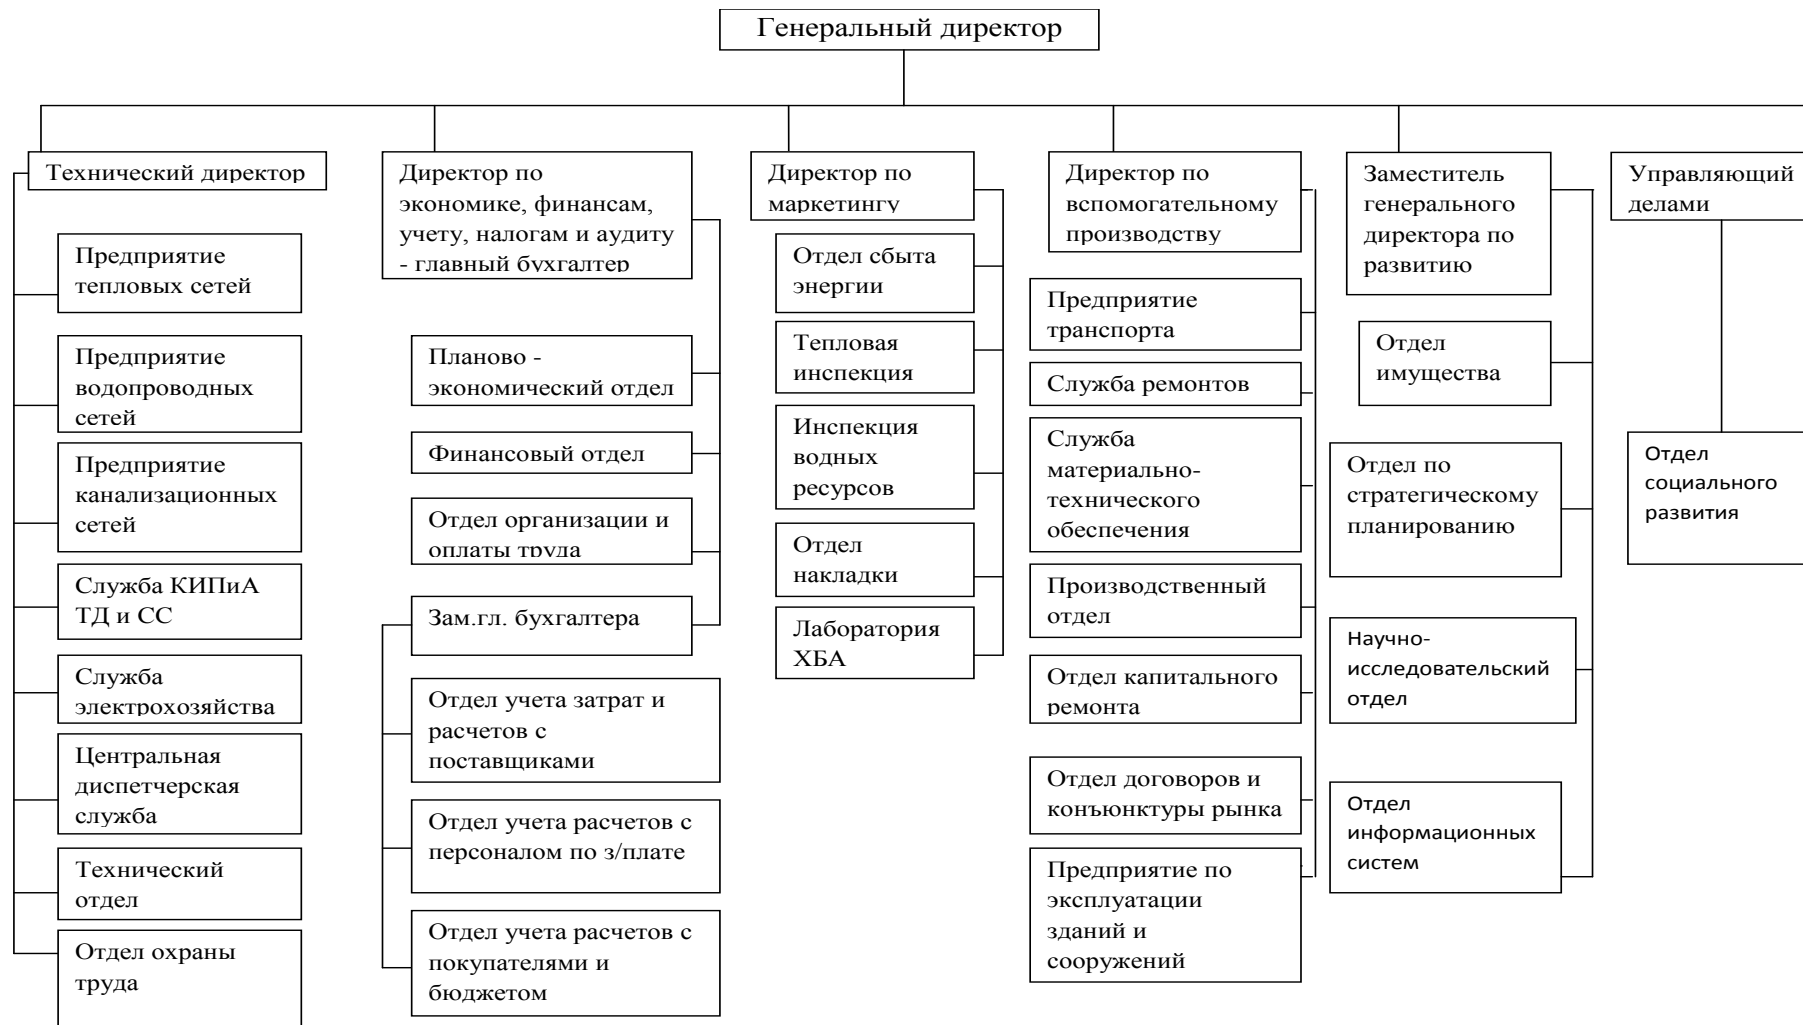 Генеральный директор
Технический директор
Предприятие
тепловых сетей
Предприятие
водопроводных
сетей
Предприятие
канализационных
сетей
Служба КИПиА
ТД и СС
Служба
электрохозяйства
Центральная
диспетчерская
служба
Технический
отдел
Отдел охраны
труда
Директор по
экономике, финансам,
учету, налогам и аудиту
- главный бухгалтер
Планово -
экономический отдел
Финансовый отдел
Отдел организации и
оплаты труда
Зам.гл. бухгалтера
Отдел учета затрат и
расчетов с
поставщиками
Отдел учета расчетов с
персоналом по з/плате
Отдел учета расчетов с
покупателями и
бюджетом
Директор по
маркетингу
Отдел сбыта
энергии
Тепловая
инспекция
Инспекция
водных
ресурсов
Отдел
накладки
Лаборатория
ХБА
Директор по
вспомогательному
производству
Предприятие
транспорта
Служба ремонтов
Служба
материально-
технического
обеспечения
Производственный
отдел
Отдел капитального
ремонта
Отдел договоров и
конъюнктуры рынка
Предприятие по
эксплуатации
зданий и
сооружений
Заместитель
генерального
директора по
развитию
Отдел
имущества
Отдел по
стратегическому
планированию
Научно-
исследовательский
отдел
Отдел
информационных
систем
Управляющий
делами
Отдел
социального
развития